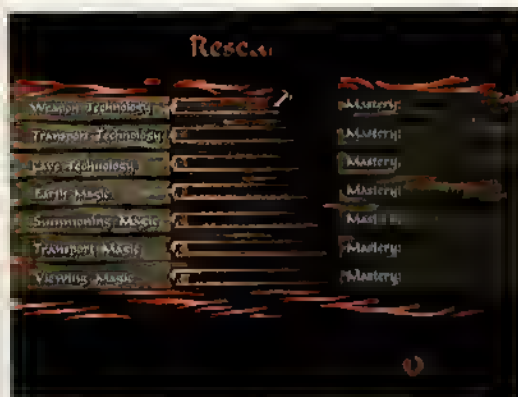 Weapon Technology Mastery:
Transport Technology Mastery:
Technology Mastery:
Earth Magic Mastery:
Summoning Magic
Transport Magic Mastery:
Viewing Magic Mastery: